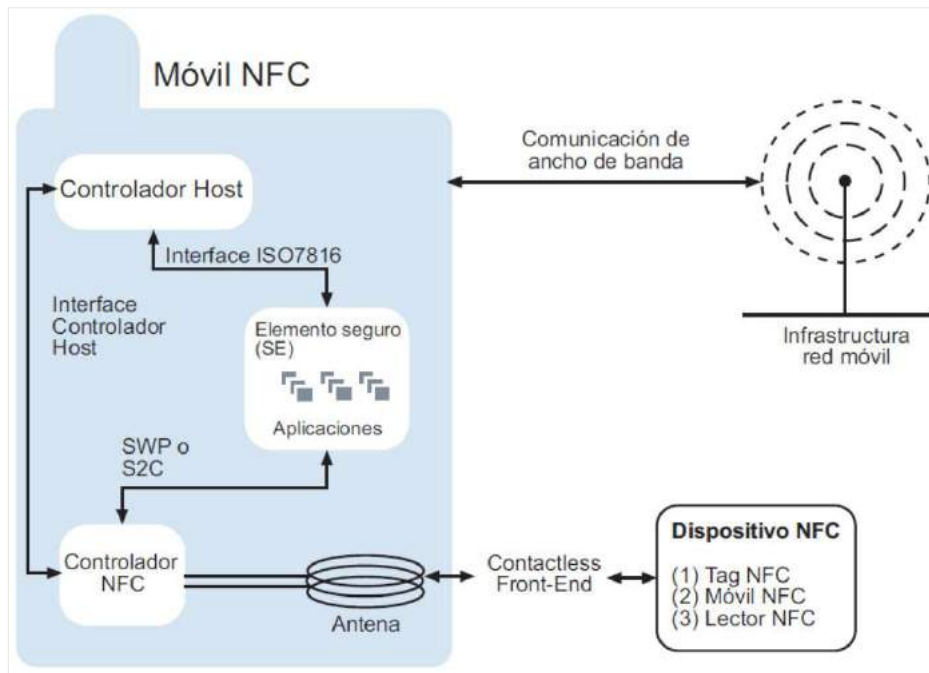 Móvil NFC
Comunicación de
ancho de banda
Controlador Host
Interface ISO7816
Interface
Controlador
Host
Elemento seguro
(SE)
Aplicaciones
Infraestructura
red móvil
SWP o
S2C
Controlador
NFC
Antena
Contactless
Front-End
Dispositivo NFC
(1) Tag NFC
(2) Móvil NFC
(3) Lector NFC